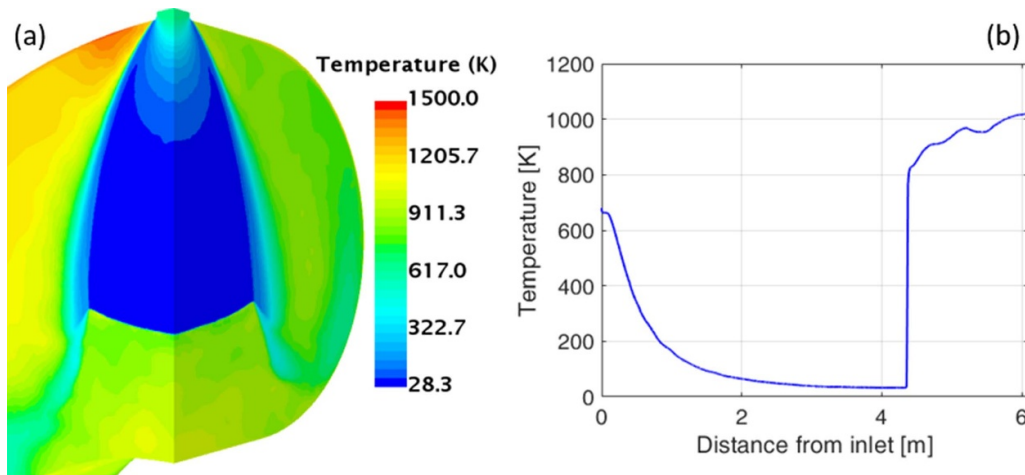 (a)
Temperature (K)
1500.0
1205.7
911.3
617.0
322.7
28.3
(b)
1200
1000
800
600
400
200
0
Temperature [K]
0 2 4 6
Distance from inlet [m]